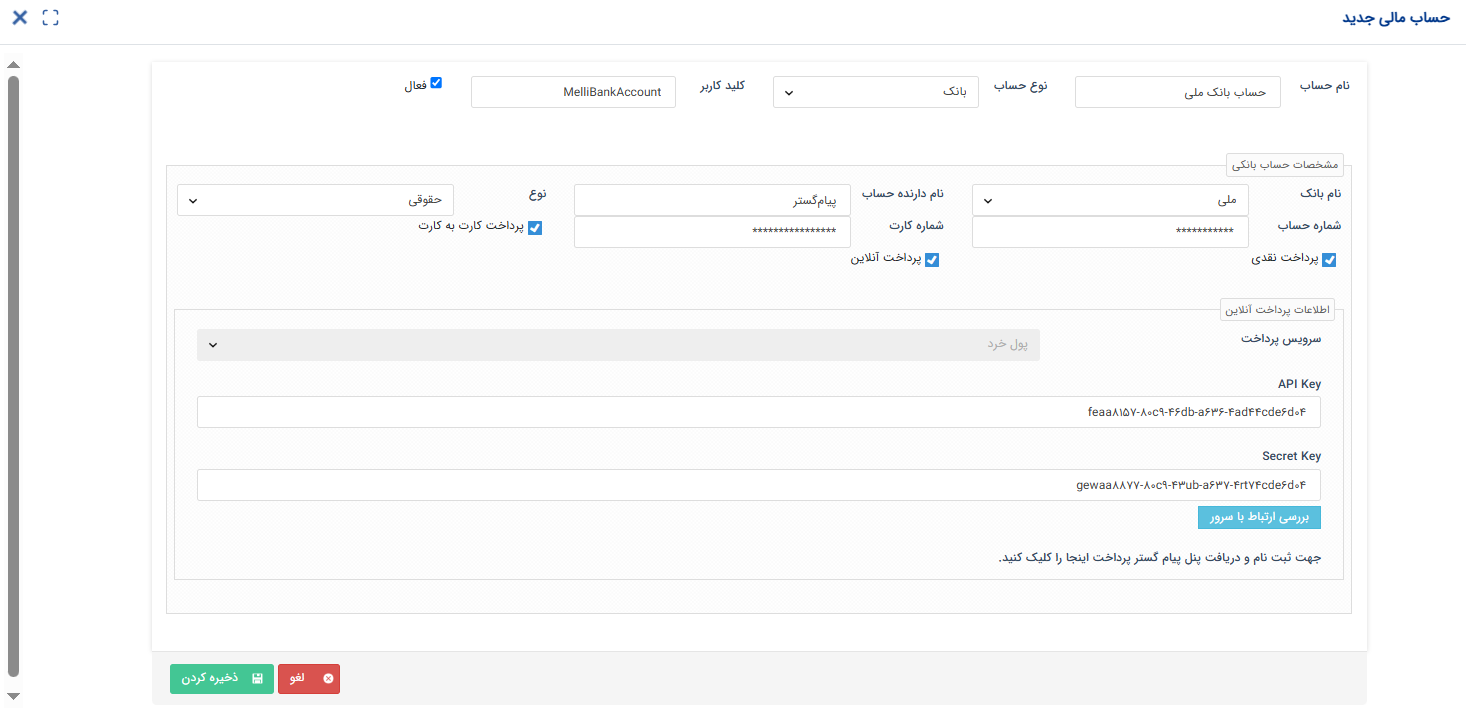 حساب مالی جدید
نام حساب
حساب بانک ملی
نوع حساب
بانک
کلید کاربر
MelliBankAccount
فعال
مشخصات حساب بانکی
نام بانک
ملی
نام دارنده حساب
پیام‌گستر
نوع
حقوقی
شماره حساب
***********
شماره کارت
****************
پرداخت کارت به کارت
پرداخت نقدی
پرداخت آنلاین
اطلاعات پرداخت آنلاین
سرویس پرداخت
پول خرد
API Key
feaa۸۱۵۷-۸۰c۹-۴۶db-a۶۳۶-۴ad۴۴cde۶d۰۴
Secret Key
gewaa۸۸۷۷-۸۰c۹-۴۳ub-a۶۳۷-۴rt۷۴cde۶d۰۴
بررسی ارتباط با سرور
جهت ثبت نام و دریافت پنل پیام گستر پرداخت اینجا را کلیک کنید.
لغو
ذخیره کردن